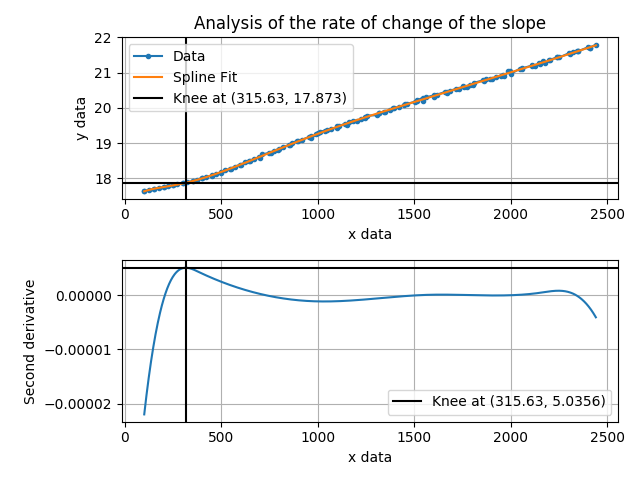 Analysis of the rate of change of the slope
22
21
20
19
18
y data
Data
Spline Fit
Knee at (315.63, 17.873)
0
500
1000
1500
2000
2500
x data
0.00000
−0.00001
−0.00002
Second derivative
Knee at (315.63, 5.0356)
0
500
1000
1500
2000
2500
x data